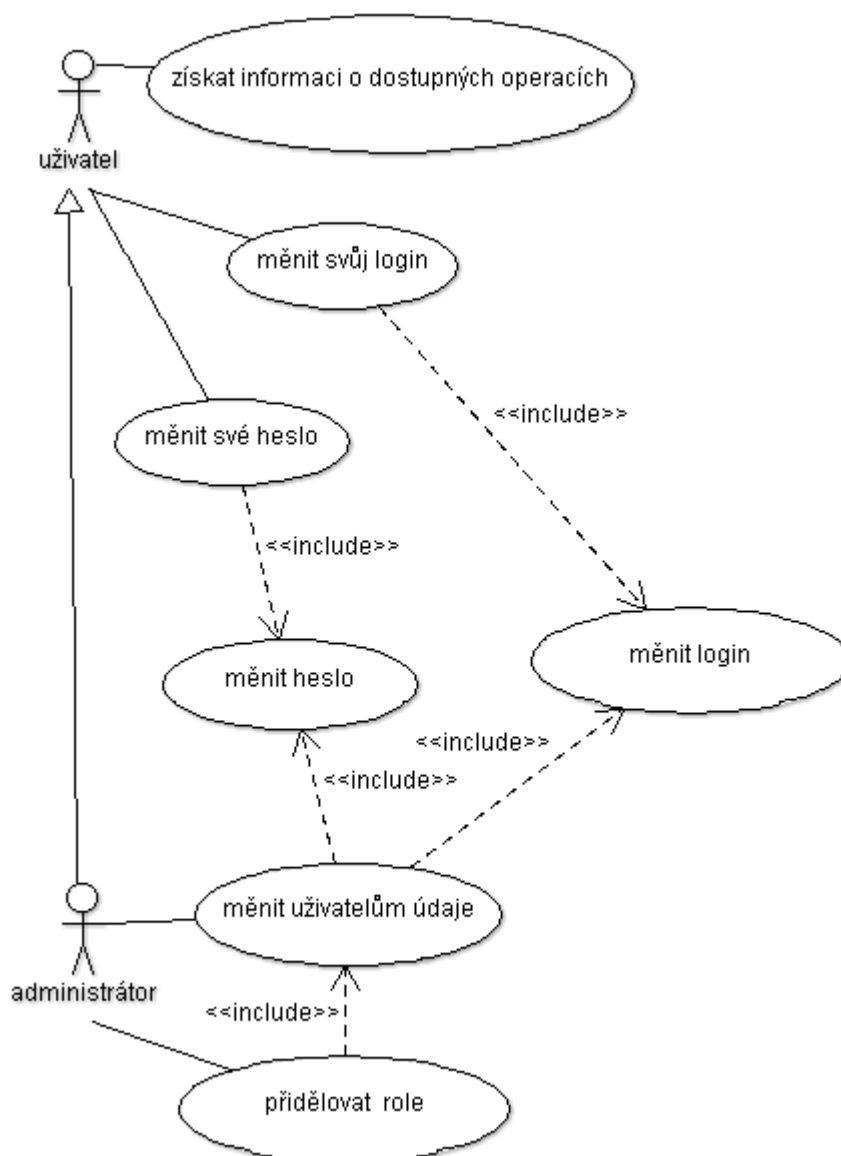 získat informaci o dostupných operacích
uživatel
měnit svůj login
<<include>>
měnit své heslo
<<include>>
měnit login
měnit heslo
<<include>>
<<include>>
měnit uživatelům údaje
administrátor
<<include>>
přidělovat role